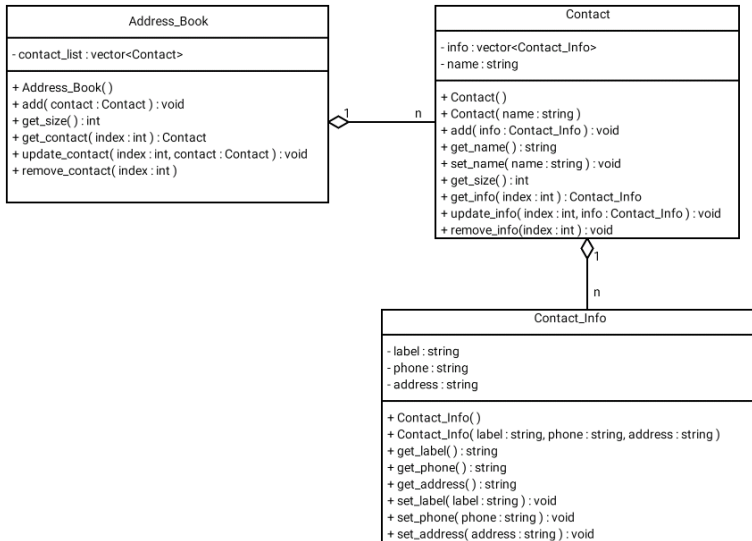 Address_Book
- contact_list : vector<Contact>
+ Address_Book( )
+ add( contact : Contact ) : void
+ get_size( ) : int
+ get_contact( index : int ) : Contact
+ update_contact( index : int, contact : Contact ) : void
+ remove_contact( index : int )
1
n
Contact
- info : vector<Contact_Info>
- name : string
+ Contact( )
+ Contact( name : string )
+ add( info : Contact_Info ) : void
+ get_name( ) : string
+ set_name( name : string ) : void
+ get_size( ) : int
+ get_info( index : int ) : Contact_Info
+ update_info( index : int, info : Contact_Info ) : void
+ remove_info(index : int ) : void
1
n
Contact_Info
- label : string
- phone : string
- address : string
+ Contact_Info( )
+ Contact_Info( label : string, phone : string, address : string )
+ get_label( ) : string
+ get_phone( ) : string
+ get_address( ) : string
+ set_label( label : string ) : void
+ set_phone( phone : string ) : void
+ set_address( address : string ) : void